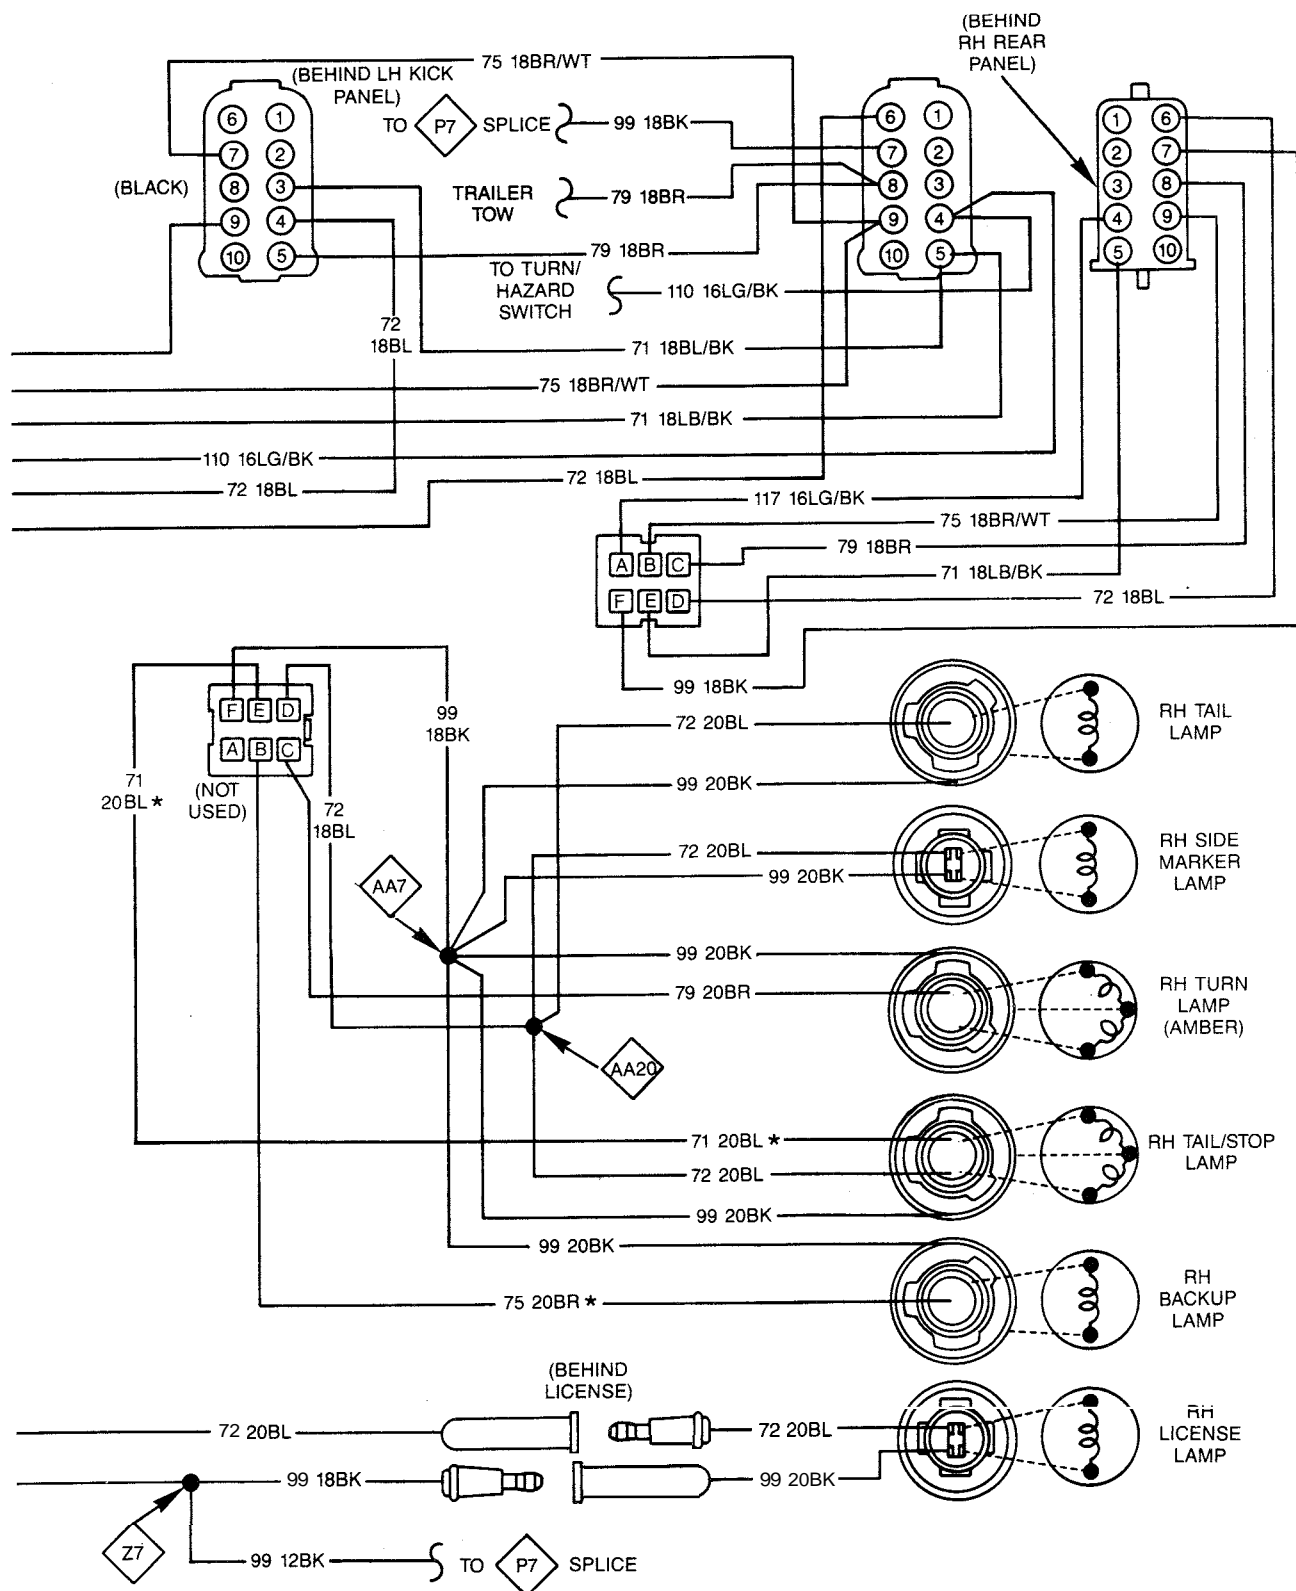 (BEHIND
RH REAR
PANEL)
75 18BR/WT
(BEHIND LH KICK
PANEL)
TO P7 SPLICE
99 18BK
6 1
7 2
8 3
9 4
10 5
(BLACK)
TRAILER
TOW
79 18BR
79 18BR
TO TURN/
HAZARD
SWITCH
110 16LG/BK
6 1
7 2
8 3
9 4
10 5
1 6
2 7
3 8
4 9
5 10
72
18BL
71 18BL/BK
75 18BR/WT
71 18LB/BK
110 16LG/BK
72 18BL
72 18BL
117 16LG/BK
75 18BR/WT
79 18BR
71 18LB/BK
72 18BL
A B C
F E D
99 18BK
F E D
A B C
(NOT
USED)
99
18BK
71
20BL*
72
18BL
72 20BL
99 20BK
RH TAIL
LAMP
AA7
72 20BL
99 20BK
RH SIDE
MARKER
LAMP
99 20BK
79 20BR
RH TURN
LAMP
(AMBER)
AA20
71 20BL*
72 20BL
99 20BK
RH TAIL/STOP
LAMP
99 20BK
75 20BR*
RH
BACKUP
LAMP
(BEHIND
LICENSE)
72 20BL
72 20BL
99 18BK
99 20BK
RH
LICENSE
LAMP
Z7
99 12BK
TO P7 SPLICE